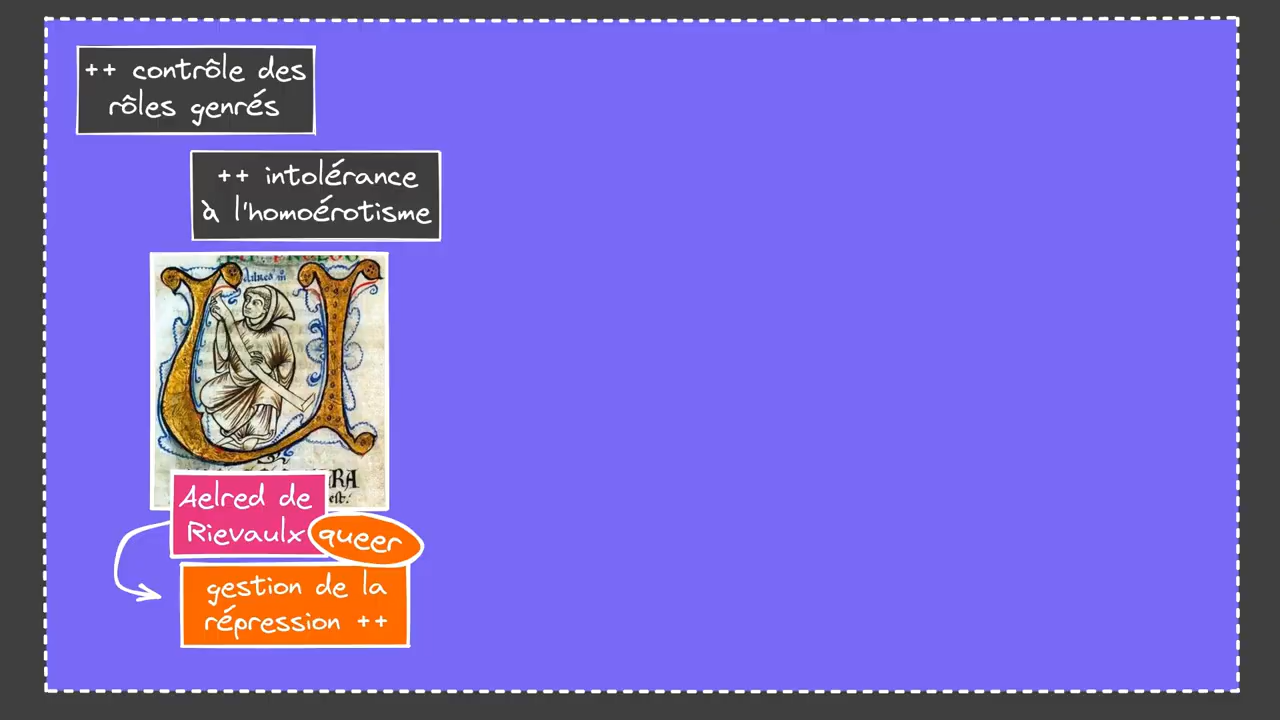 ++ contrôle des
rôles genrés
++ intolérance
à l'homoérotisme
Aelred de
Rievaulx
queer
gestion de la
répression ++